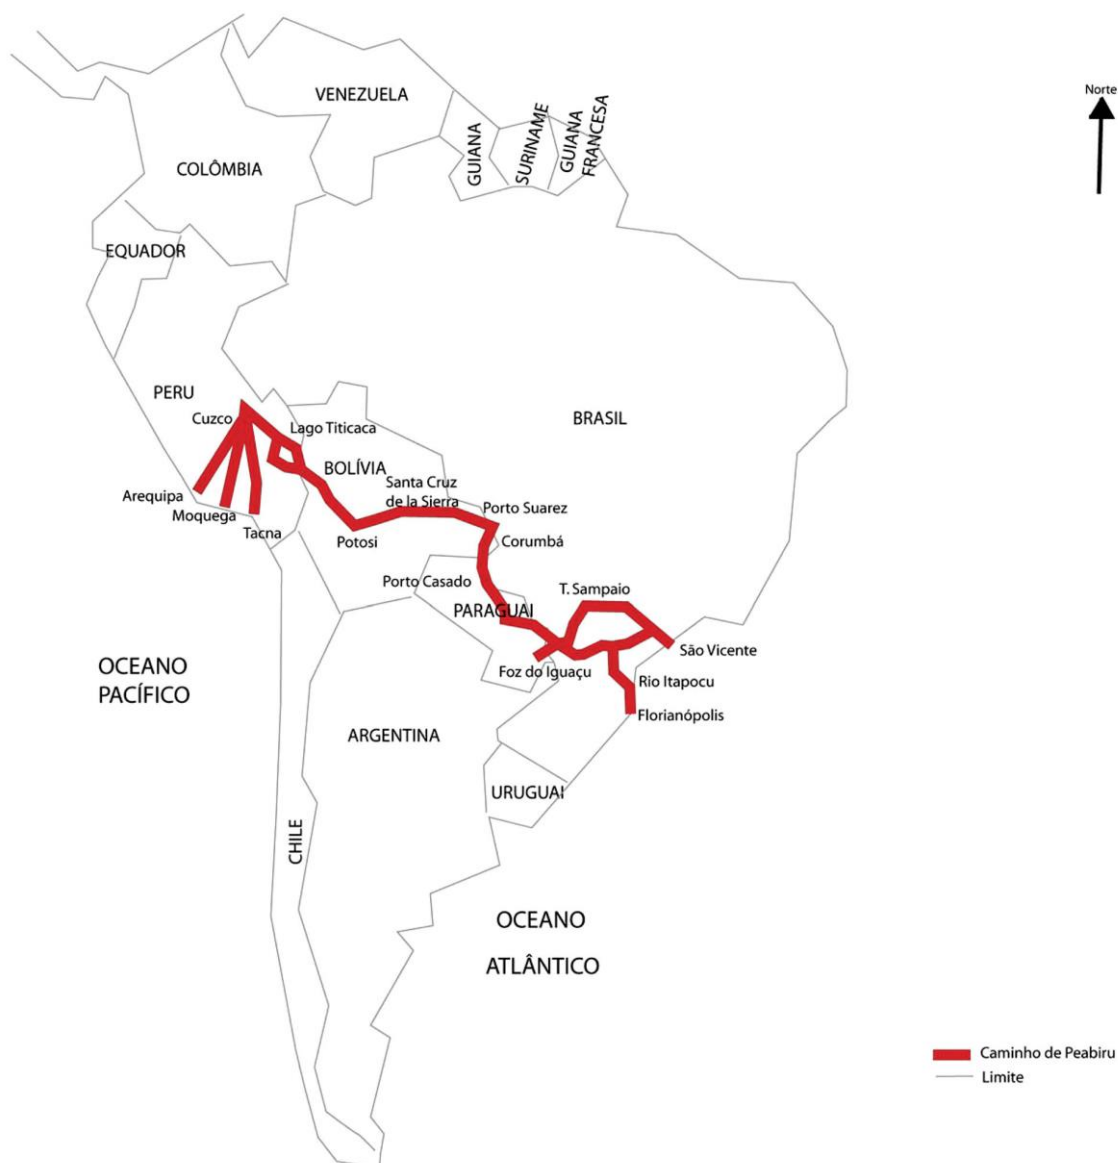 Norte
VENEZUELA
GUIANA
SURINAME
GUIANA
FRANCESA
COLÔMBIA
EQUADOR
PERU
Cuzco
Lago Titicaca
BRASIL
BOLÍVIA
Santa Cruz
de la Sierra
Arequipa
Moquega
Tacna
Potosi
Porto Suarez
Corumbá
Porto Casado
PARAGUAI
T. Sampaio
São Vicente
Foz do Iguaçu
Rio Itapocu
Florianópolis
OCEANO
PACÍFICO
ARGENTINA
URUGUAI
CHILE
OCEANO
ATLÂNTICO
Caminho de Peabiru
Limite